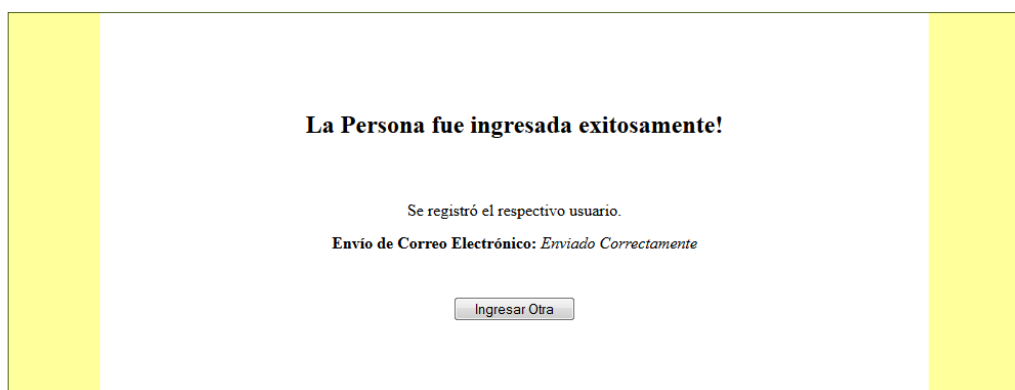 La Persona fue ingresada exitosamente!
Se registró el respectivo usuario.
Envío de Correo Electrónico: Enviado Correctamente
Ingresar Otra